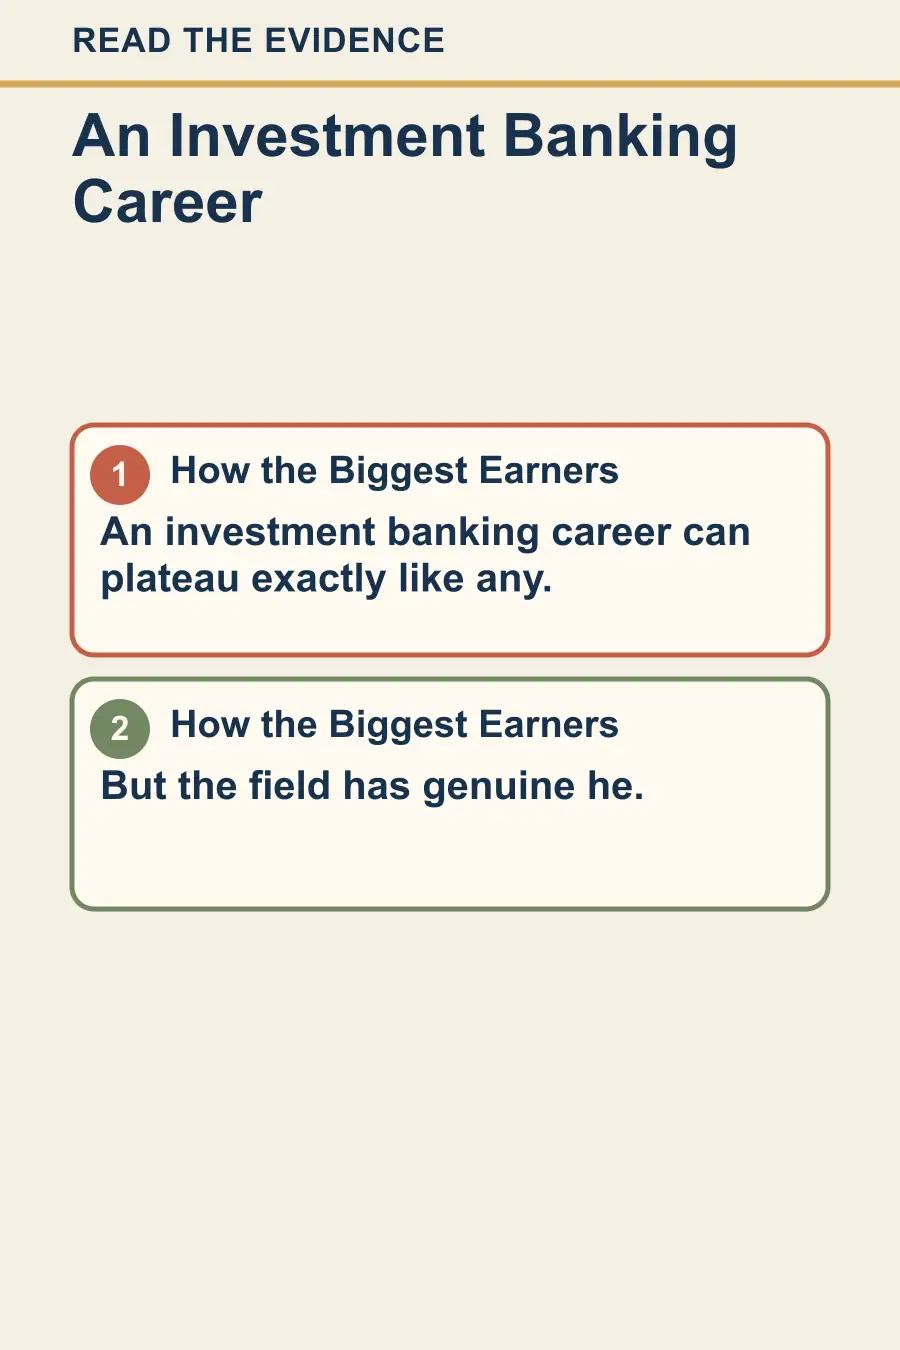 READ THE EVIDENCE
An Investment Banking
Career
1
How the Biggest Earners
An investment banking career can
plateau exactly like any.
2
How the Biggest Earners
But the field has genuine he.